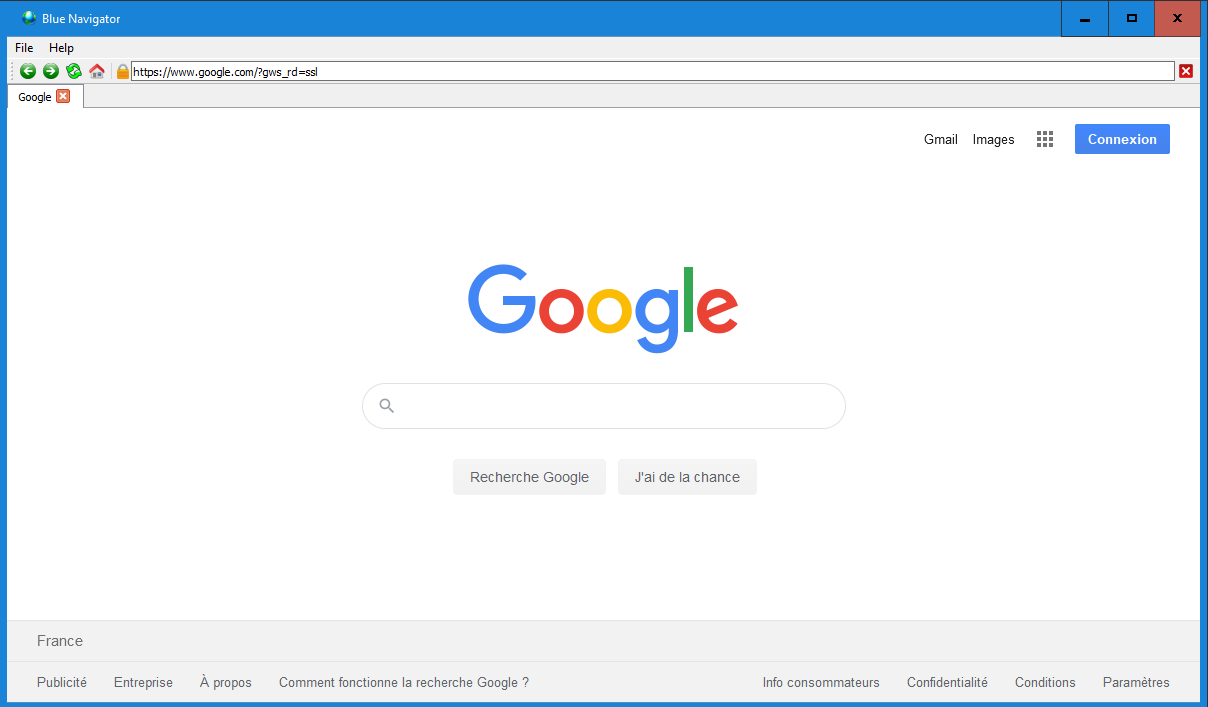 Blue Navigator
File Help
https://www.google.com/?gws_rd=ssl
Google
Gmail Images Connexion
Google
Recherche Google J'ai de la chance
France
Publicité Entreprise À propos Comment fonctionne la recherche Google ? Info consommateurs Confidentialité Conditions Paramètres